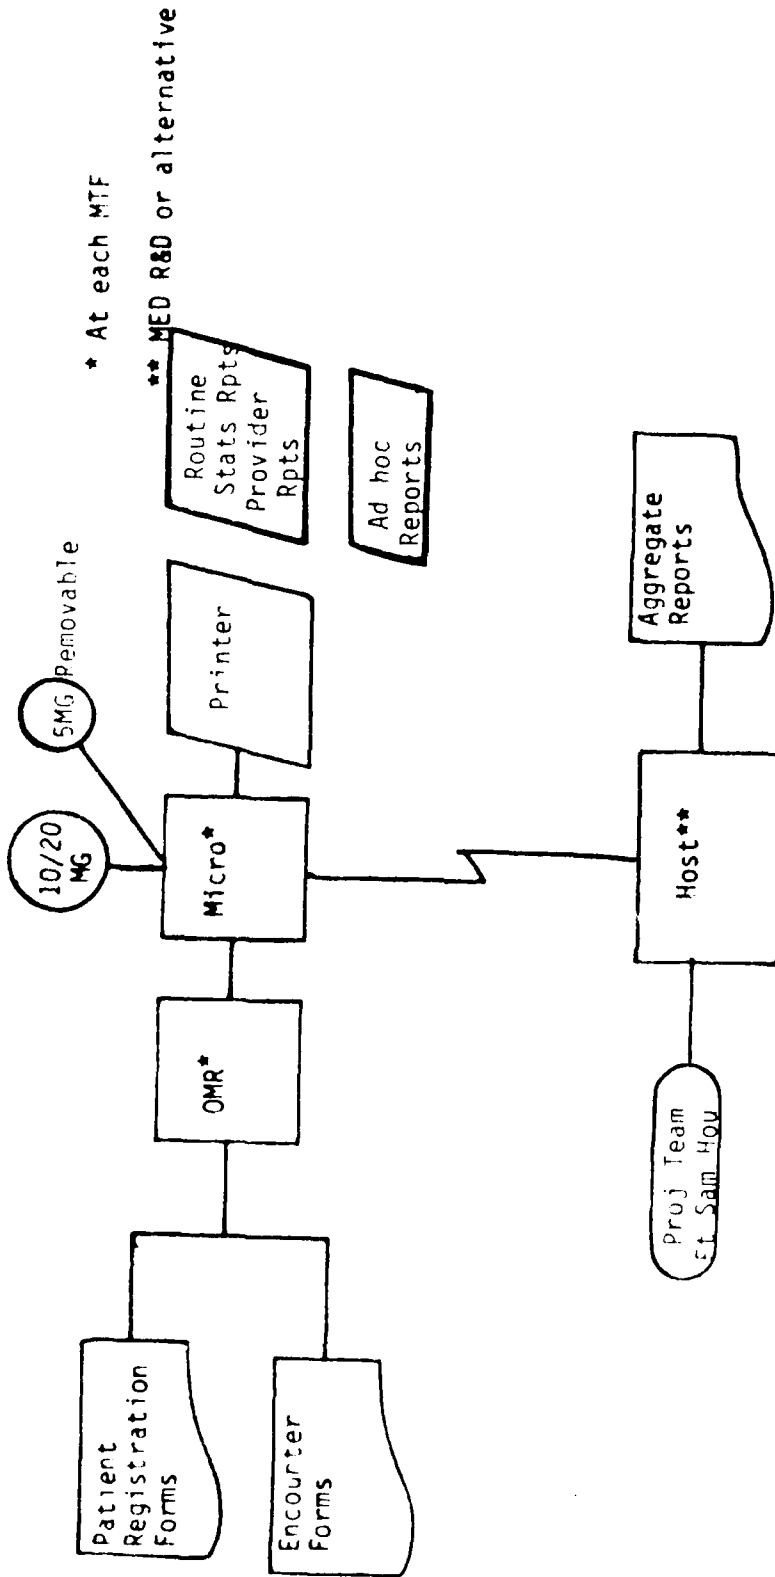 Patient
Registration
Forms
Encounter
Forms
OMR*
Micro*
10/20
MG
5MG Removable
Printer
Routine
Stats Rpts
Provider
Rpts
Ad hoc
Reports
* At each MTF
** MED R&D or alternative
Proj Team
Ft Sam Hou
Host**
Aggregate
Reports